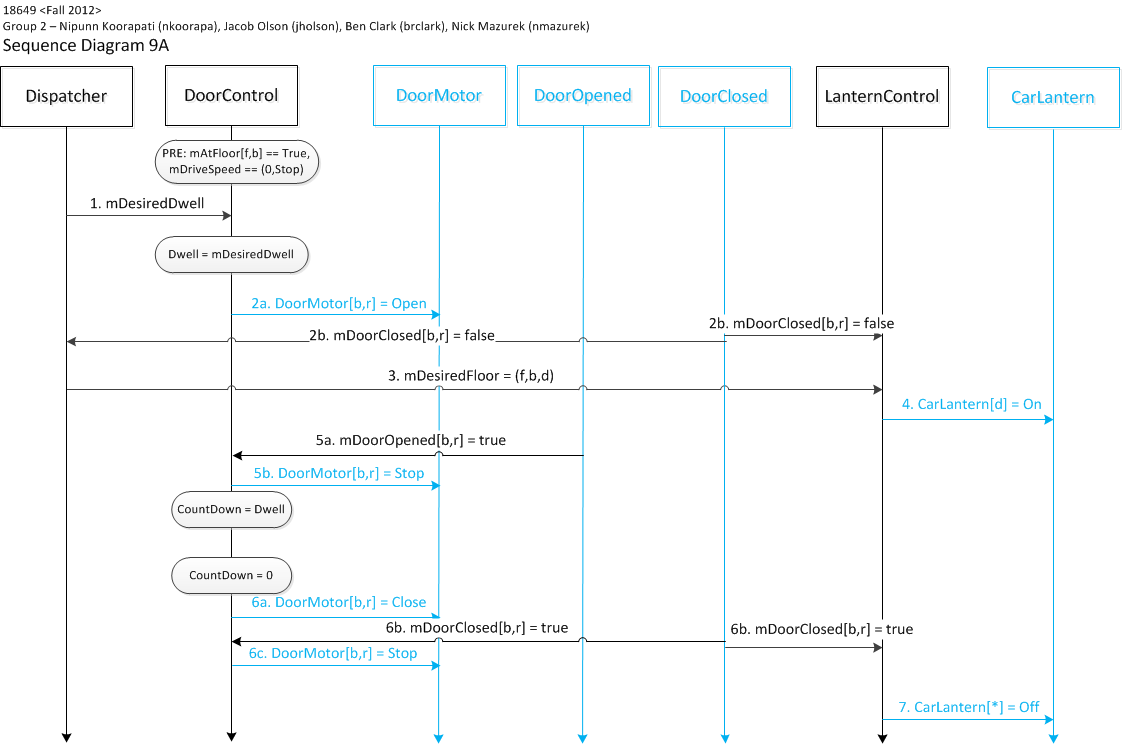 18649 <Fall 2012>
Group 2 – Nipunn Koorapati (nkoorapa), Jacob Olson (jholson), Ben Clark (brclark), Nick Mazurek (nmazurek)
Sequence Diagram 9A
Dispatcher
DoorControl
DoorMotor
DoorOpened
DoorClosed
LanternControl
CarLantern
PRE: mAtFloor[f,b] == True,
mDriveSpeed == (0,Stop)
1. mDesiredDwell
Dwell = mDesiredDwell
2a. DoorMotor[b,r] = Open
2b. mDoorClosed[b,r] = false
2b. mDoorClosed[b,r] = false
3. mDesiredFloor = (f,b,d)
4. CarLantern[d] = On
5a. mDoorOpened[b,r] = true
5b. DoorMotor[b,r] = Stop
CountDown = Dwell
CountDown = 0
6a. DoorMotor[b,r] = Close
6b. mDoorClosed[b,r] = true
6b. mDoorClosed[b,r] = true
6c. DoorMotor[b,r] = Stop
7. CarLantern[*] = Off